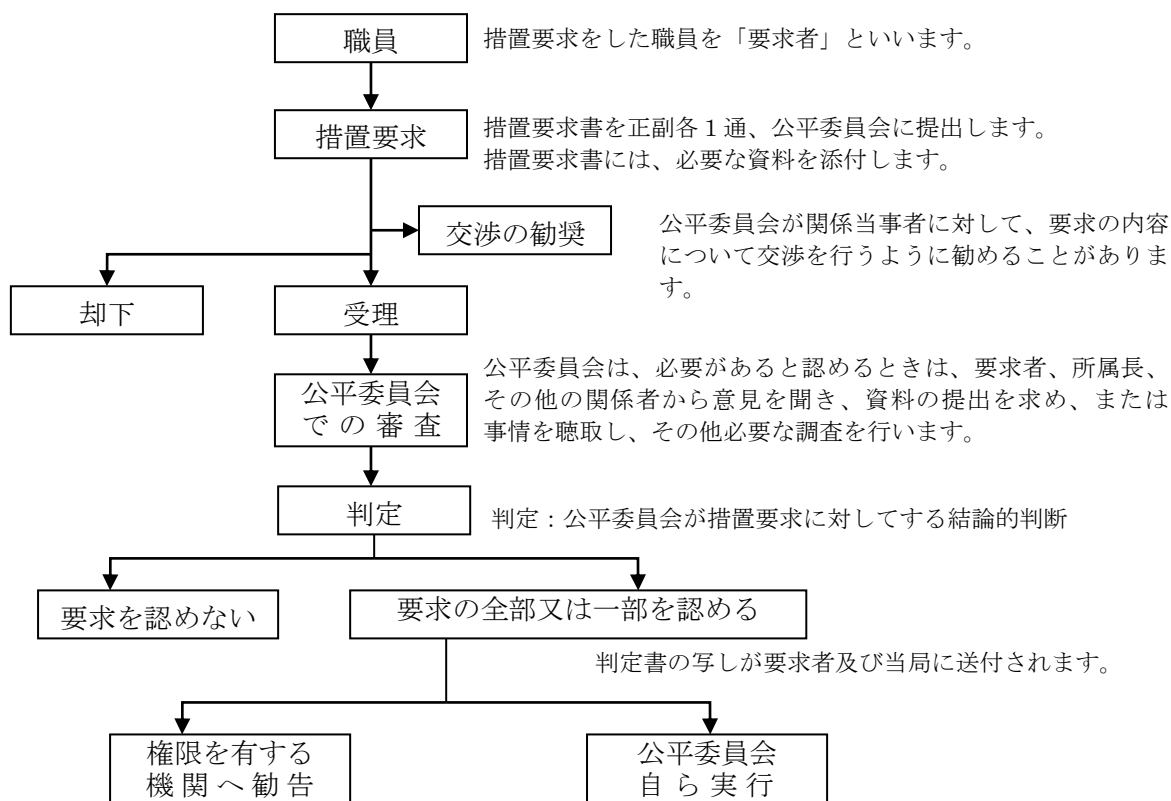 職員
措置要求をした職員を「要求者」といいます。
措置要求
措置要求書を正副各１通、公平委員会に提出します。
措置要求書には、必要な資料を添付します。
交渉の勧奨
公平委員会が関係当事者に対して、要求の内容
について交渉を行うように勧めることがありま
す。
却下
受理
公平委員会
での審査
公平委員会は、必要があると認めるときは、要求者、所属長、
その他の関係者から意見を聞き、資料の提出を求め、または
事情を聴取し、その他必要な調査を行います。
判定
判定：公平委員会が措置要求に対してする結論的判断
要求を認めない
要求の全部又は一部を認める
判定書の写しが要求者及び当局に送付されます。
権限を有する
機関へ勧告
公平委員会
自ら実行